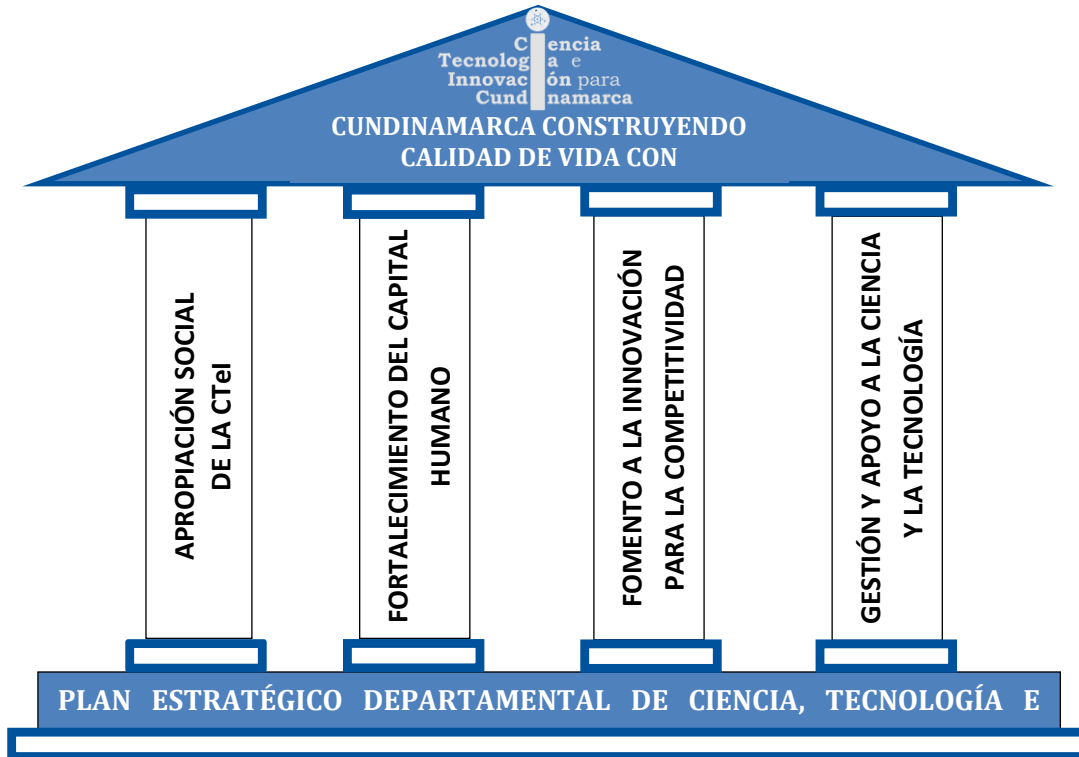 Ciencia
Tecnología e
Innovación para
Cundinamarca
CUNDINAMARCA CONSTRUYENDO
CALIDAD DE VIDA CON
APROPIACIÓN SOCIAL
DE LA CTeI
FORTALECIMIENTO DEL CAPITAL
HUMANO
FOMENTO A LA INNOVACIÓN
PARA LA COMPETITIVIDAD
GESTIÓN Y APOYO A LA CIENCIA
Y LA TECNOLOGÍA
PLAN ESTRATÉGICO DEPARTAMENTAL DE CIENCIA, TECNOLOGÍA E